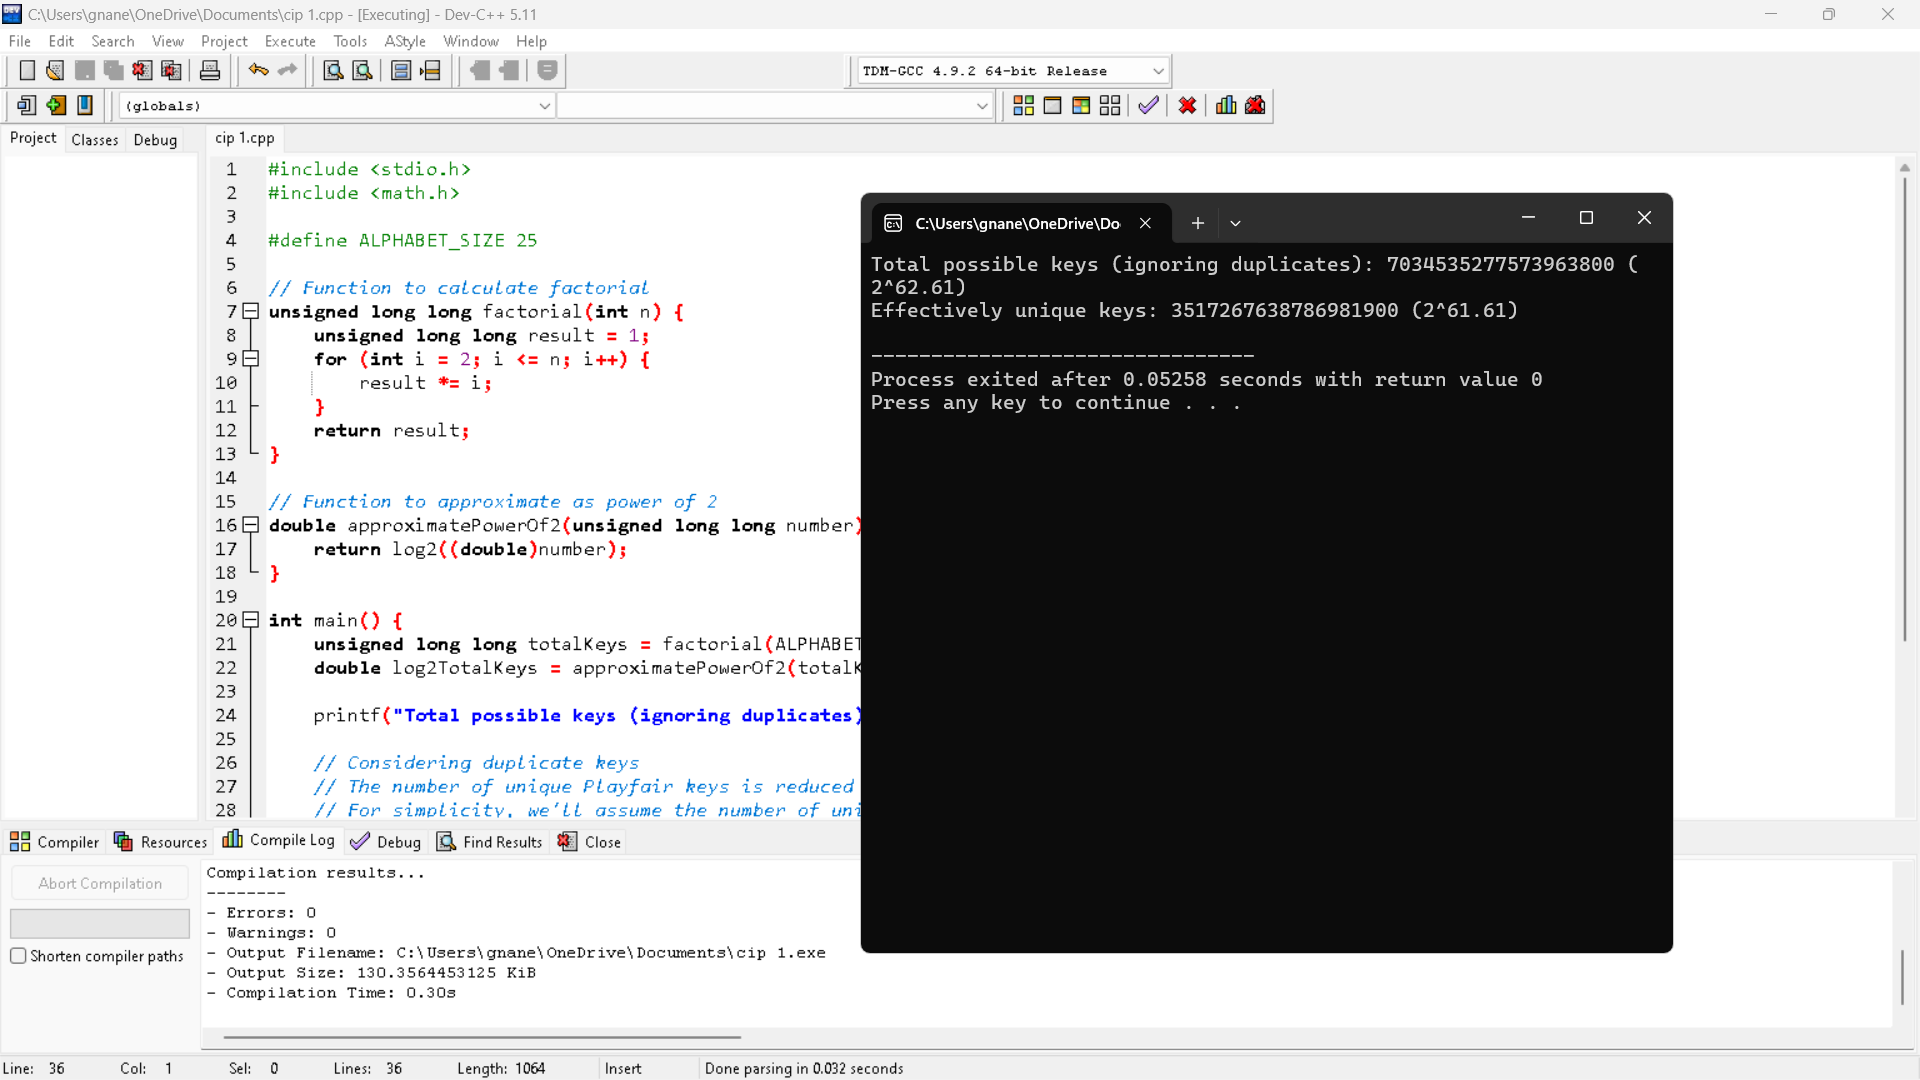 C:\Users\gnane\OneDrive\Documents\cip 1.cpp - [Executing] - Dev-C++ 5.11
File Edit Search View Project Execute Tools AStyle Window Help
TDM-GCC 4.9.2 64-bit Release
(globals)
Project Classes Debug
cip 1.cpp
1 #include <stdio.h>
2 #include <math.h>
3
4 #define ALPHABET_SIZE 25
5
6 // Function to calculate factorial
7 unsigned long long factorial(int n) {
8 unsigned long long result = 1;
9 for (int i = 2; i <= n; i++) {
10 result *= i;
11 }
12 return result;
13 }
14
15 // Function to approximate as power of 2
16 double approximatePowerOf2(unsigned long long number)
17 return log2((double)number);
18 }
19
20 int main() {
21 unsigned long long totalKeys = factorial(ALPHABET
22 double log2TotalKeys = approximatePowerOf2(totalK
23
24 printf("Total possible keys (ignoring duplicates)
25
26 // Considering duplicate keys
27 // The number of unique Playfair keys is reduced
28 // For simplicity, we'll assume the number of uni
C:\Users\gnane\OneDrive\Do
Total possible keys (ignoring duplicates): 7034535277573963800 (
2^62.61)
Effectively unique keys: 3517267638786981900 (2^61.61)
--------------------------------
Process exited after 0.05258 seconds with return value 0
Press any key to continue . . .
Compiler Resources Compile Log Debug Find Results Close
Abort Compilation
Shorten compiler paths
Compilation results...
--------
- Errors: 0
- Warnings: 0
- Output Filename: C:\Users\gnane\OneDrive\Documents\cip 1.exe
- Output Size: 130.3564453125 KiB
- Compilation Time: 0.30s
Line: 36 Col: 1 Sel: 0 Lines: 36 Length: 1064 Insert Done parsing in 0.032 seconds